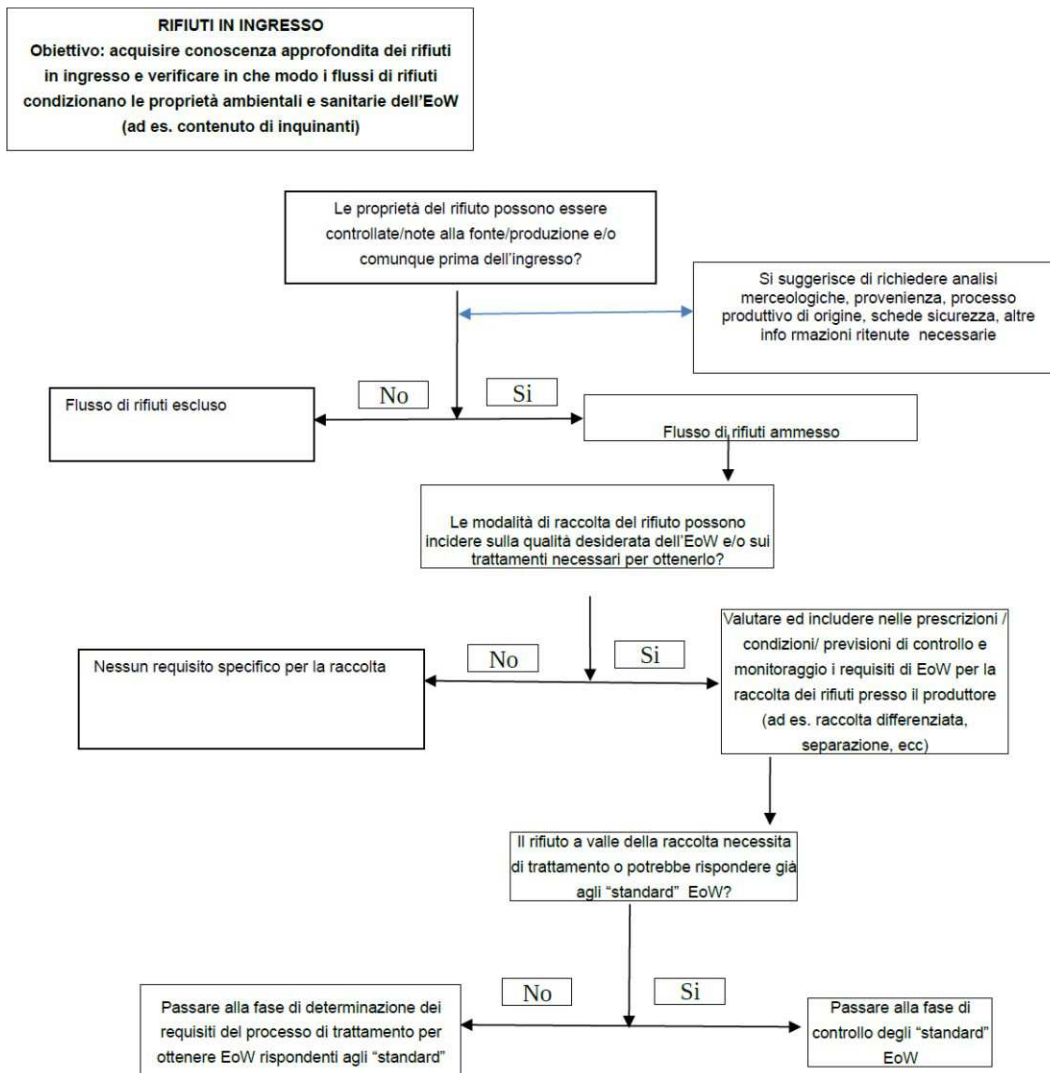 RIFIUTI IN INGRESSO
Obiettivo: acquisire conoscenza approfondita dei rifiuti
in ingresso e verificare in che modo i flussi di rifiuti
condizionano le proprietà ambientali e sanitarie dell'EoW
(ad es. contenuto di inquinanti)
Le proprietà del rifiuto possono essere
controllate/note alla fonte/produzione e/o
comunque prima dell'ingresso?
Si suggerisce di richiedere analisi
merceologiche, provenienza, processo
produttivo di origine, schede sicurezza, altre
info rmazioni ritenute necessarie
No
Si
Flusso di rifiuti escluso
Flusso di rifiuti ammesso
Le modalità di raccolta del rifiuto possono
incidere sulla qualità desiderata dell'EoW e/o sui
trattamenti necessari per ottenerlo?
No
Si
Nessun requisito specifico per la raccolta
Valutare ed includere nelle prescrizioni /
condizioni/ previsioni di controllo e
monitoraggio i requisiti di EoW per la
raccolta dei rifiuti presso il produttore
(ad es. raccolta differenziata,
separazione, ecc)
Il rifiuto a valle della raccolta necessita
di trattamento o potrebbe rispondere già
agli “standard” EoW?
No
Si
Passare alla fase di determinazione dei
requisiti del processo di trattamento per
ottenere EoW rispondenti agli “standard”
Passare alla fase di
controllo degli “standard”
EoW